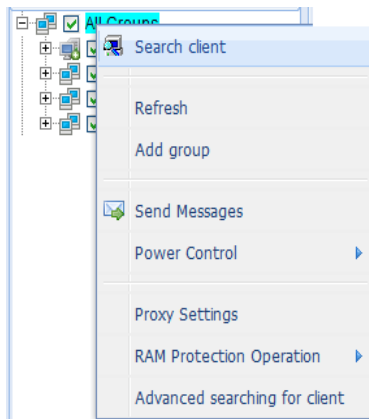 All Groups
Search client
Refresh
Add group
Send Messages
Power Control
Proxy Settings
RAM Protection Operation
Advanced searching for client